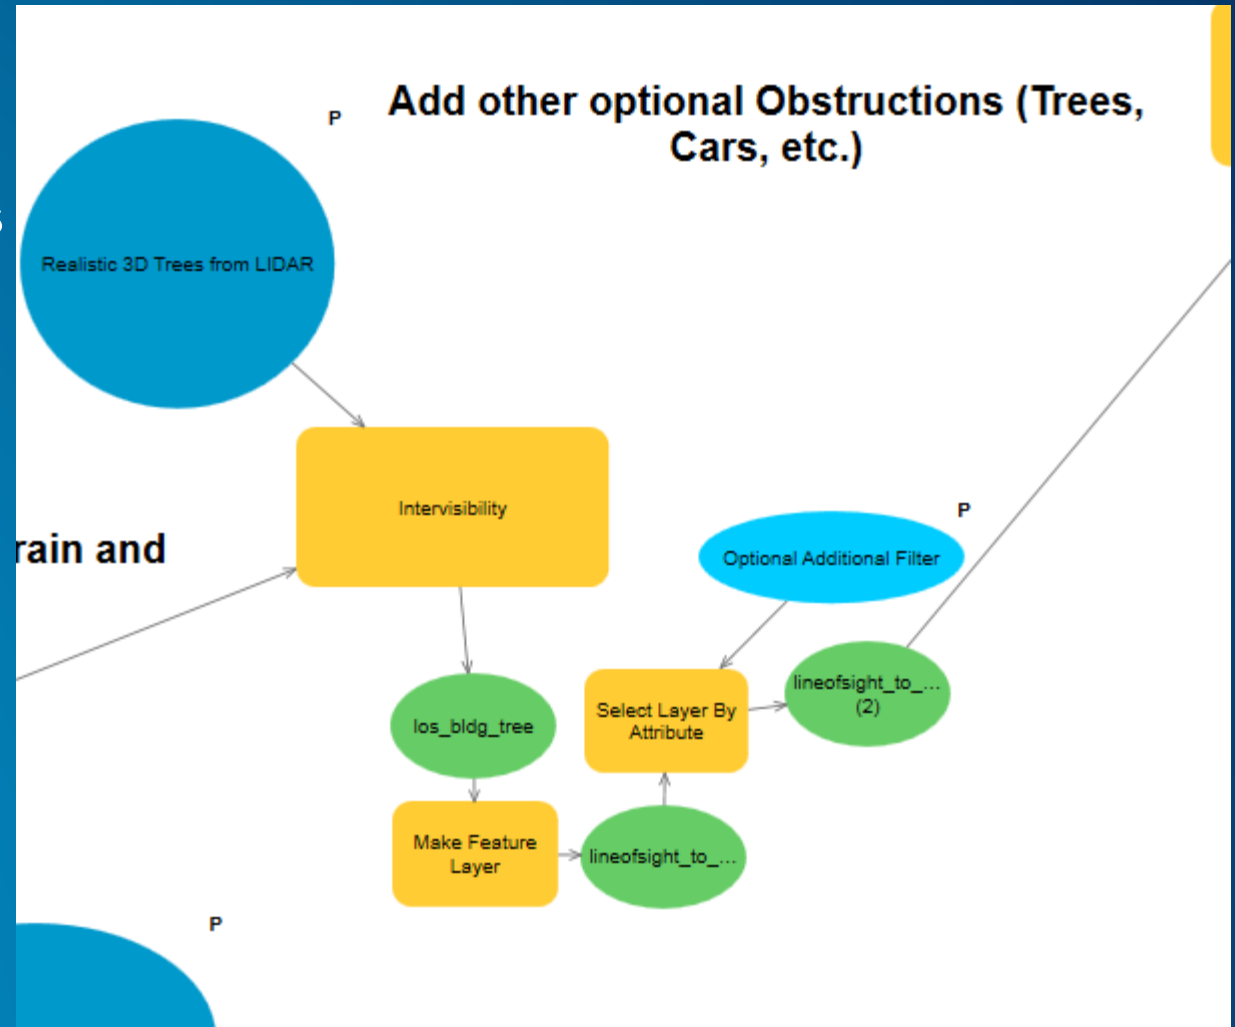 P
Add other optional Obstructions (Trees,
Cars, etc.)
s
Realistic 3D Trees from LIDAR
Intervisibility
P
rain and
Optional Additional Filter
lineofsight_to_...
(2)
Select Layer By
Attribute
los_bldg_tree
Make Feature
Layer
lineofsight_to_...
P